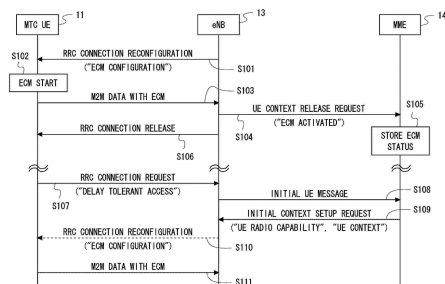 11
13
14
MTC UE
eNB
MME
S102
RRC CONNECTION RECONFIGURATION
("ECM CONFIGURATION")
S101
ECM START
S103
M2M DATA WITH ECM
UE CONTEXT RELEASE REQUEST
("ECM ACTIVATED")
S104
S105
STORE ECM
STATUS
RRC CONNECTION RELEASE
S106
RRC CONNECTION REQUEST
("DELAY TOLERANT ACCESS")
S107
INITIAL UE MESSAGE
S108
INITIAL CONTEXT SETUP REQUEST
S109
("UE RADIO CAPABILITY", "UE CONTEXT")
RRC CONNECTION RECONFIGURATION
("ECM CONFIGURATION")
S110
M2M DATA WITH ECM
S111